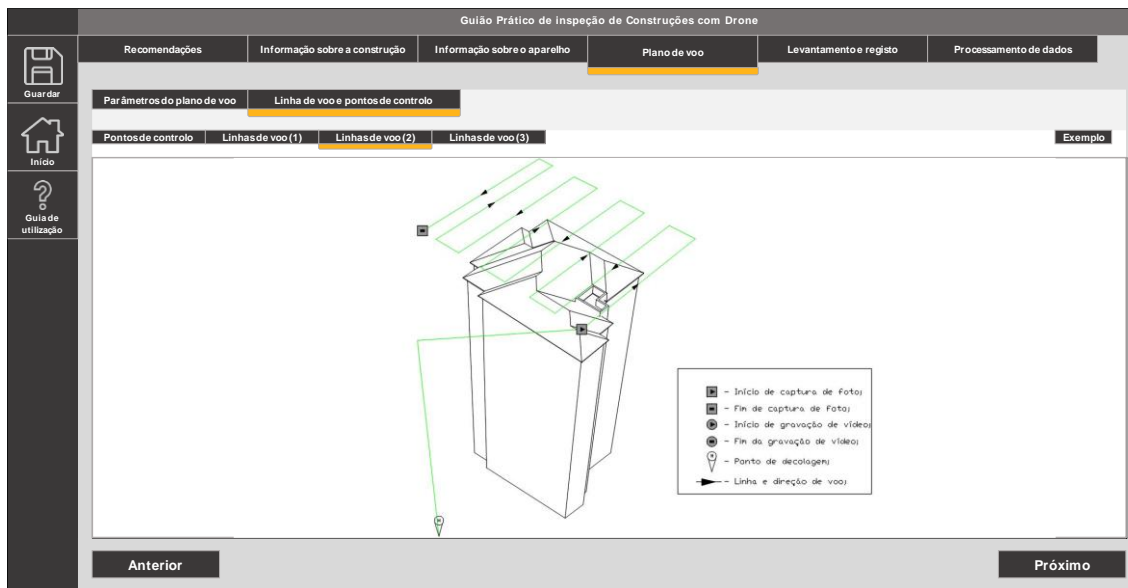 Guião Prático de inspeção de Construções com Drone
Recomendações
Informação sobre a construção
Informação sobre o aparelho
Plano de voo
Levantamento e registo
Processamento de dados
Guardar
Início
Guia de
utilização
Parâmetros do plano de voo
Linha de voo e pontos de controlo
Pontos de controlo
Linhas de voo (1)
Linhas de voo (2)
Linhas de voo (3)
Exemplo
- Início de captura de foto;
- Fim de captura de Foto;
- Início de gravação de vídeo;
- Fim da gravação de vídeo;
H
- Ponto de decolagem;
- Linha e direção de voo;
H
Anterior
Próximo